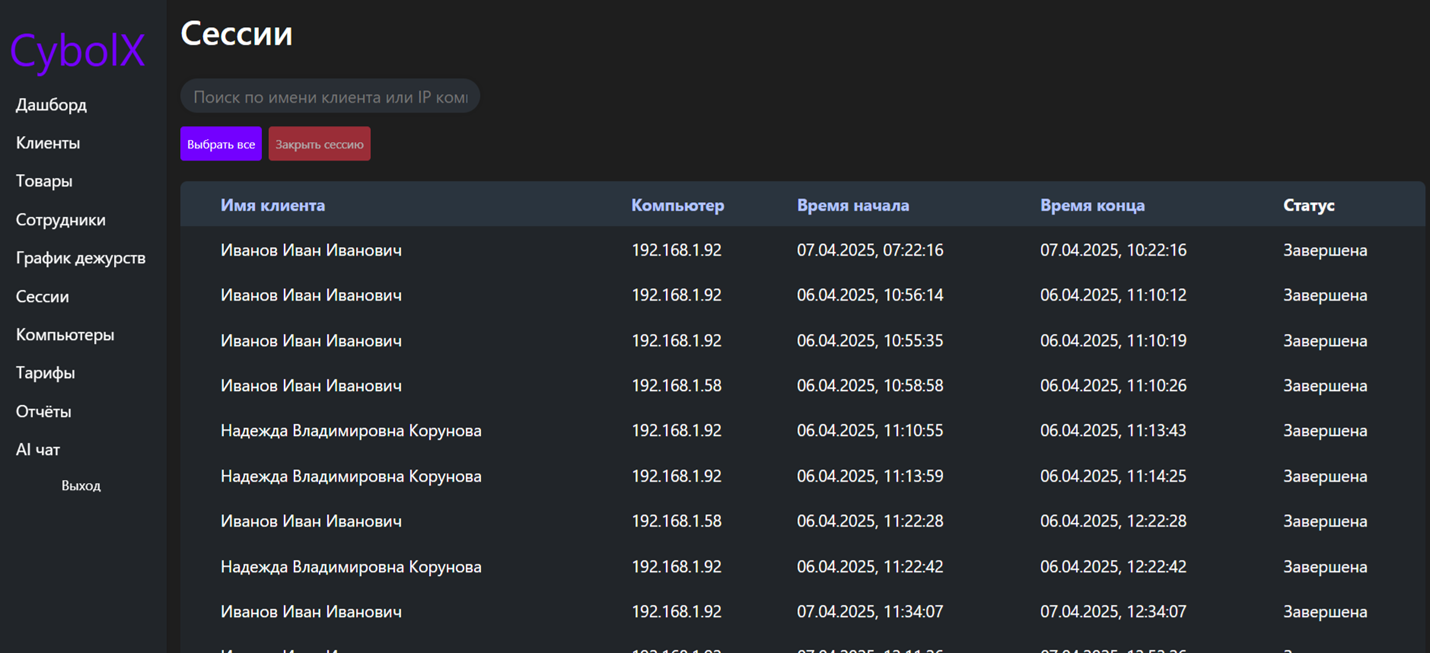 CybolX
Дашборд
Клиенты
Товары
Сотрудники
График дежурств
Сессии
Компьютеры
Тарифы
Отчёты
AI чат
Выход
Сессии
Поиск по имени клиента или IP ком
Выбрать все Закрыть сессию
Имя клиента Компьютер Время начала Время конца Статус
Иванов Иван Иванович 192.168.1.92 07.04.2025, 07:22:16 07.04.2025, 10:22:16 Завершена
Иванов Иван Иванович 192.168.1.92 06.04.2025, 10:56:14 06.04.2025, 11:10:12 Завершена
Иванов Иван Иванович 192.168.1.92 06.04.2025, 10:55:35 06.04.2025, 11:10:19 Завершена
Иванов Иван Иванович 192.168.1.58 06.04.2025, 10:58:58 06.04.2025, 11:10:26 Завершена
Надежда Владимировна Корунова 192.168.1.92 06.04.2025, 11:10:55 06.04.2025, 11:13:43 Завершена
Надежда Владимировна Корунова 192.168.1.92 06.04.2025, 11:13:59 06.04.2025, 11:14:25 Завершена
Иванов Иван Иванович 192.168.1.58 06.04.2025, 11:22:28 06.04.2025, 12:22:28 Завершена
Надежда Владимировна Корунова 192.168.1.92 06.04.2025, 11:22:42 06.04.2025, 12:22:42 Завершена
Иванов Иван Иванович 192.168.1.92 07.04.2025, 11:34:07 07.04.2025, 12:34:07 Завершена